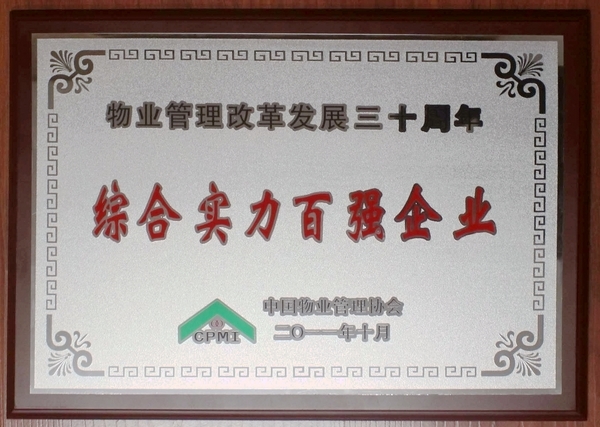 物业管理改革发展三十周年
综合实力百强企业
CPMI
中国物业管理协会
二〇一一年十月